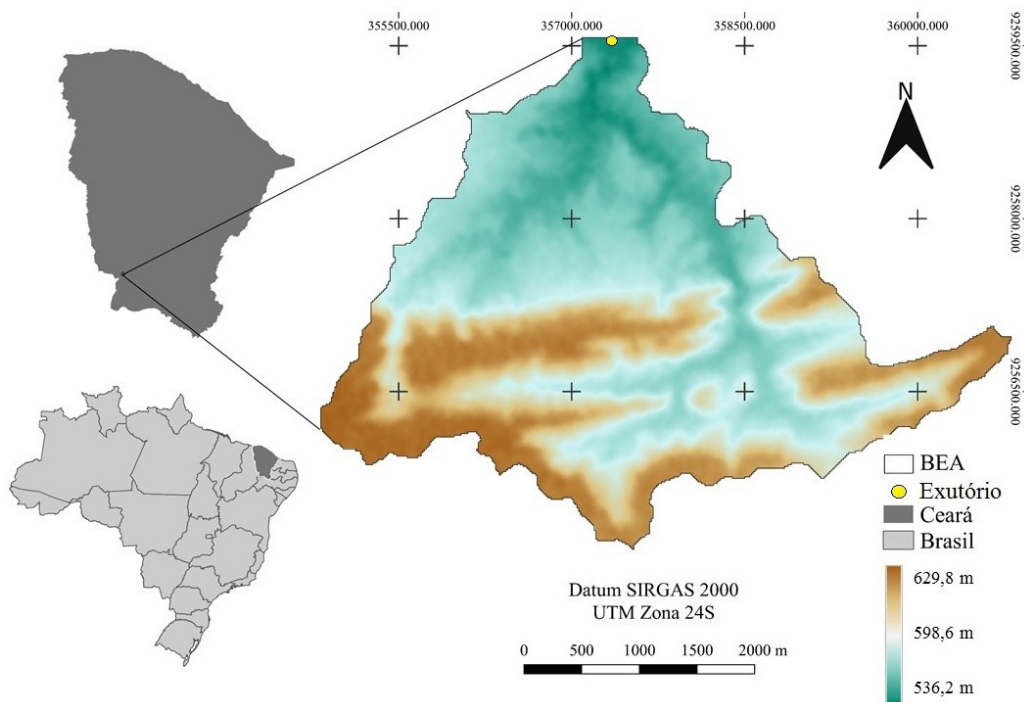 355500.000
357000.000
358500.000
360000.000
9259500.000
N
9258000.000
9256500.000
BEA
Exutório
Ceará
Brasil
629,8 m
598,6 m
536,2 m
Datum SIRGAS 2000
UTM Zona 24S
0 500 1000 1500 2000 m